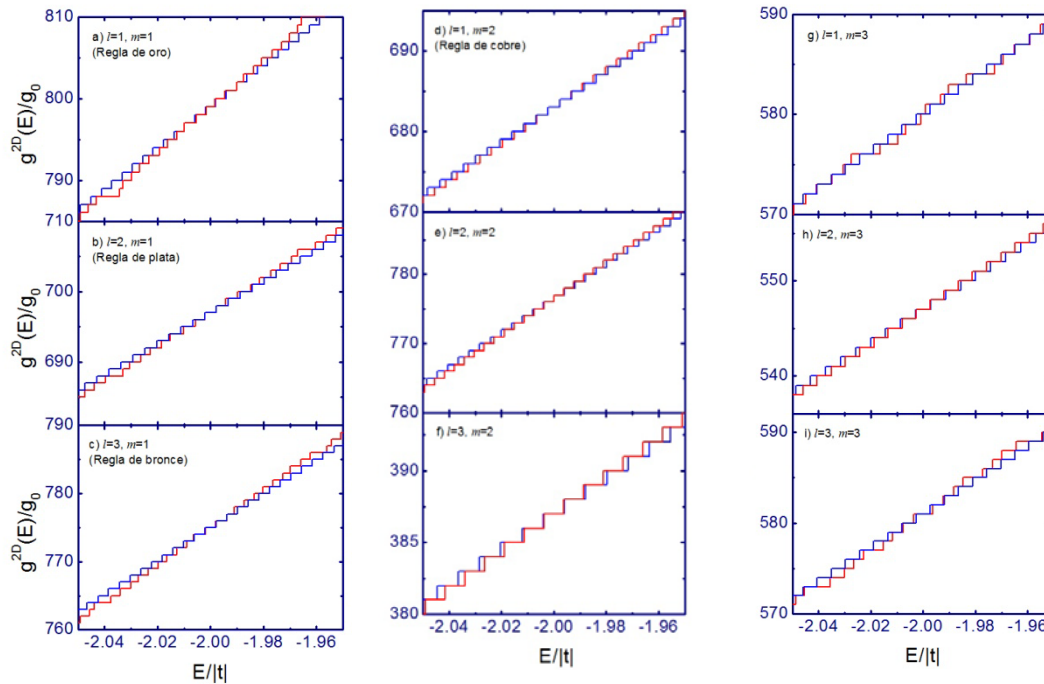 810
a) l=1, m=1
(Regla de oro)
800
g²ᴰ(E)/g₀
790
710
b) l=2, m=1
(Regla de plata)
700
g²ᴰ(E)/g₀
690
790
c) l=3, m=1
(Regla de bronce)
780
g²ᴰ(E)/g₀
770
760
-2.04 -2.02 -2.00 -1.98 -1.96
E/|t|
d) l=1, m=2
(Regla de cobre)
690
680
670
e) l=2, m=2
780
770
760
f) l=3, m=2
390
385
380
-2.04 -2.02 -2.00 -1.98 -1.96
E/|t|
590
g) l=1, m=3
580
570
h) l=2, m=3
550
540
590
i) l=3, m=3
580
570
-2.04 -2.02 -2.00 -1.98 -1.96
E/|t|